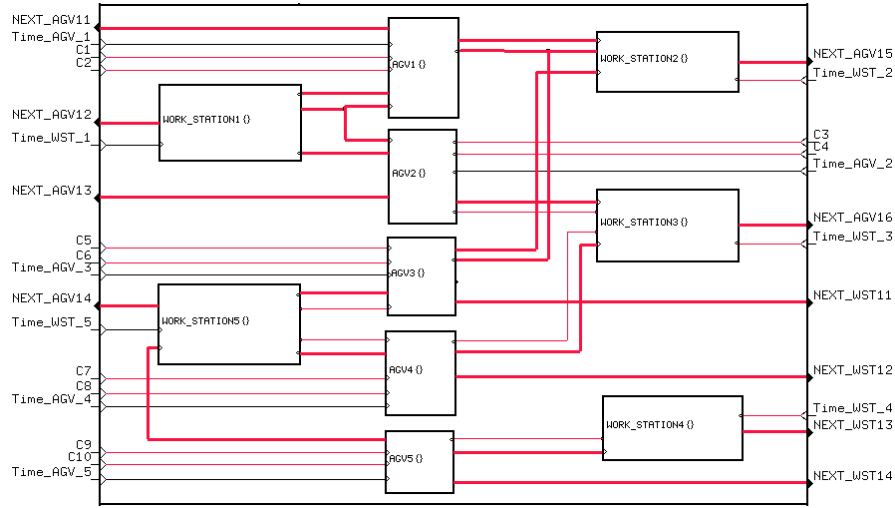 NEXT_AGV11
Time_AGV_1
C1
C2
AGV1{}
WORK_STATION2{}
NEXT_AGV15
Time_WST_2
NEXT_AGV12
Time_WST_1
WORK_STATION1{}
C3
C4
Time_AGV_2
AGV2{}
NEXT_AGV13
WORK_STATION3{}
NEXT_AGV16
Time_WST_3
C5
C6
Time_AGV_3
AGV3{}
NEXT_AGV14
Time_WST_5
WORK_STATION5{}
NEXT_WST11
C7
C8
Time_AGV_4
AGV4{}
NEXT_WST12
WORK_STATION4{}
Time_WST_4
NEXT_WST13
C9
C10
Time_AGV_5
AGV5{}
NEXT_WST14